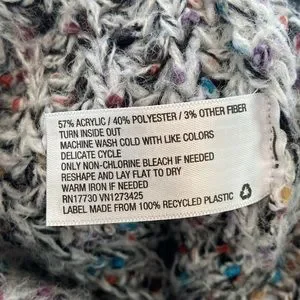 57% ACRYLIC / 40% POLYESTER / 3% OTHER FIBER
TURN INSIDE OUT
MACHINE WASH COLD WITH LIKE COLORS
DELICATE CYCLE
ONLY NON-CHLORINE BLEACH IF NEEDED
RESHAPE AND LAY FLAT TO DRY
WARM IRON IF NEEDED
RN17730 VN1273425
LABEL MADE FROM 100% RECYCLED PLASTIC